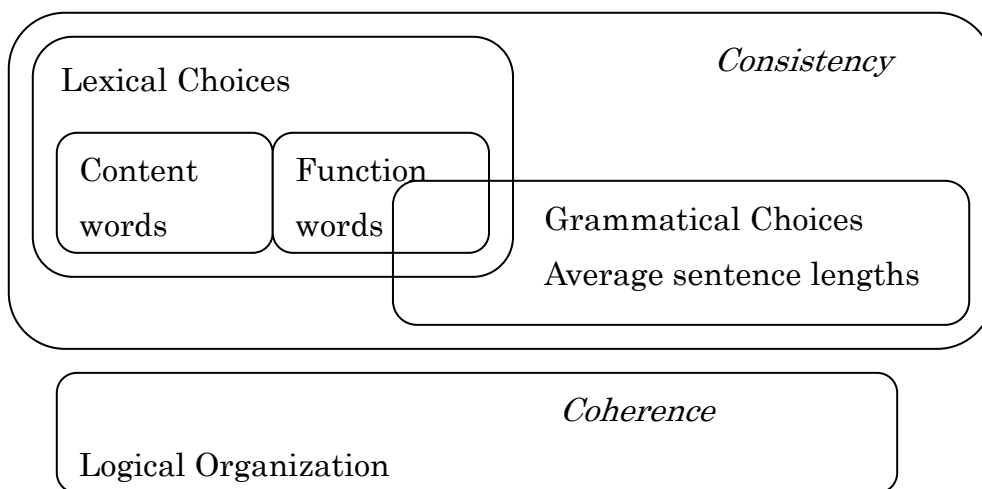 Consistency
Lexical Choices
Content words
Function words
Grammatical Choices
Average sentence lengths
Coherence
Logical Organization